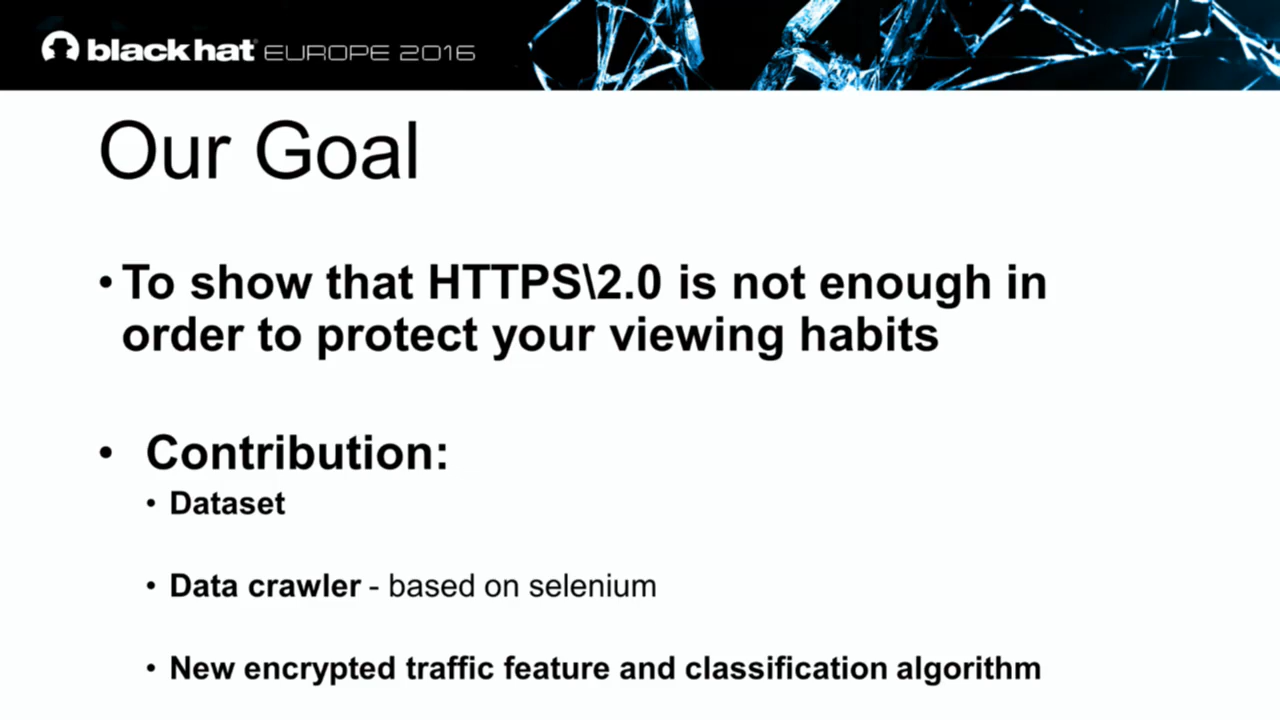 black hat EUROPE 2016
Our Goal
• To show that HTTPS\2.0 is not enough in
order to protect your viewing habits
• Contribution:
• Dataset
• Data crawler - based on selenium
• New encrypted traffic feature and classification algorithm